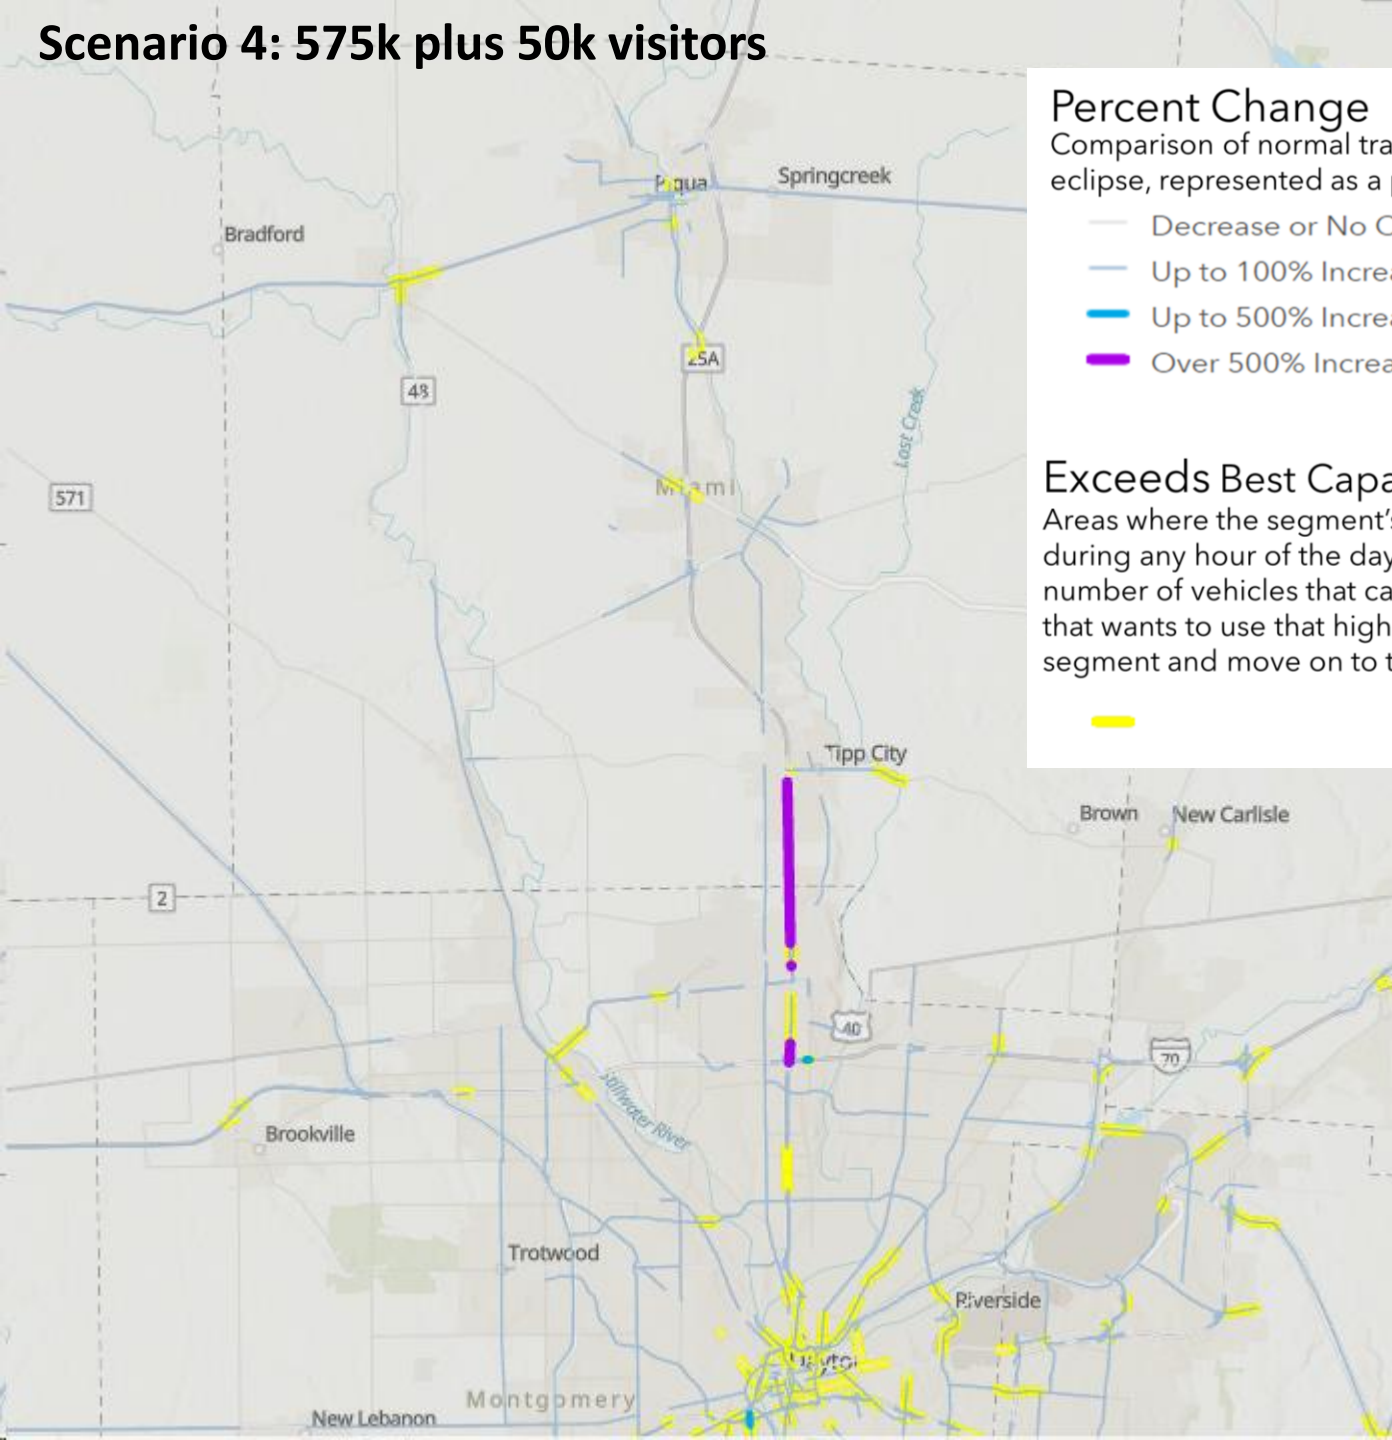 Scenario 4: 575k plus 50k visitors
Percent Change
Comparison of normal tra
eclipse, represented as a
Decrease or No C
Up to 100% Increa
Up to 500% Increa
Over 500% Increa
Exceeds Best Capa
Areas where the segment's
during any hour of the day
number of vehicles that ca
that wants to use that high
segment and move on to t
Piqua
Springcreek
Bradford
25A
48
Lost Creek
571
Miami
Tipp City
Brown
New Carlisle
2
40
70
Stillwater River
Brookville
Trotwood
Riverside
Dayton
Montgomery
New Lebanon